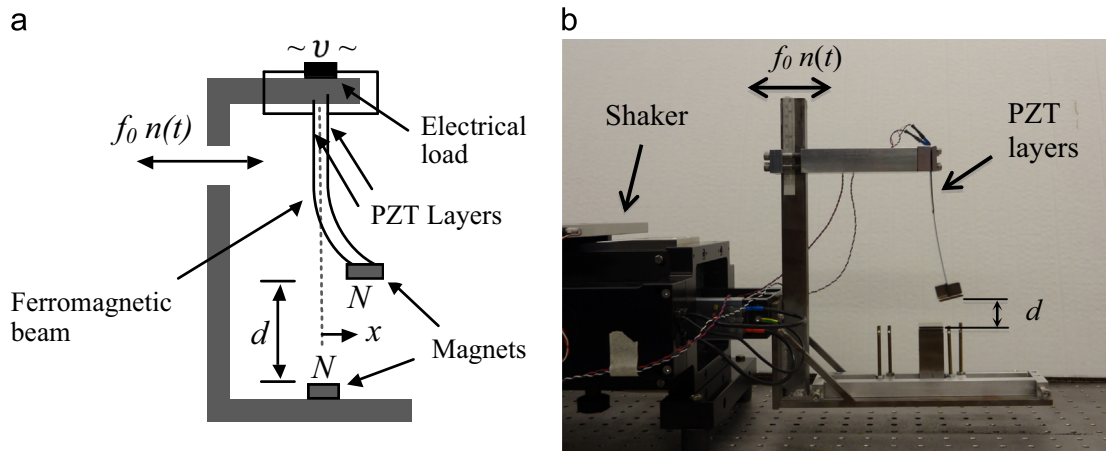 a
~ υ ~
f₀ n(t)
Electrical
load
PZT Layers
Ferromagnetic
beam
N
d
x
N
Magnets
b
f₀ n(t)
Shaker
PZT
layers
d